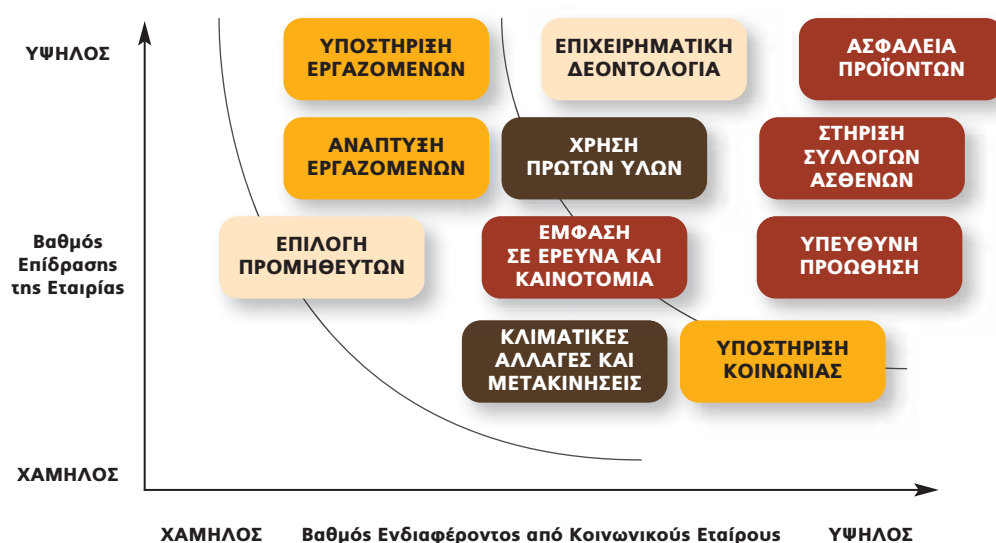 ΥΨΗΛΟΣ
ΥΠΟΣΤΗΡΙΞΗ
ΕΡΓΑΖΟΜΕΝΩΝ
ΕΠΙΧΕΙΡΗΜΑΤΙΚΗ
ΔΕΟΝΤΟΛΟΓΙΑ
ΑΣΦΑΛΕΙΑ
ΠΡΟΪΟΝΤΩΝ
ΑΝΑΠΤΥΞΗ
ΕΡΓΑΖΟΜΕΝΩΝ
ΧΡΗΣΗ
ΠΡΩΤΩΝ ΥΛΩΝ
ΣΤΗΡΙΞΗ
ΣΥΛΛΟΓΩΝ
ΑΣΘΕΝΩΝ
Βαθμός
Επίδρασης
της Εταιρίας
ΕΠΙΛΟΓΗ
ΠΡΟΜΗΘΕΥΤΩΝ
ΕΜΦΑΣΗ
ΣΕ ΕΡΕΥΝΑ ΚΑΙ
ΚΑΙΝΟΤΟΜΙΑ
ΥΠΕΥΘΥΝΗ
ΠΡΟΩΘΗΣΗ
ΚΛΙΜΑΤΙΚΕΣ
ΑΛΛΑΓΕΣ ΚΑΙ
ΜΕΤΑΚΙΝΗΣΕΙΣ
ΥΠΟΣΤΗΡΙΞΗ
ΚΟΙΝΩΝΙΑΣ
ΧΑΜΗΛΟΣ
ΧΑΜΗΛΟΣ Βαθμός Ενδιαφέροντος από Κοινωνικούς Εταίρους ΥΨΗΛΟΣ